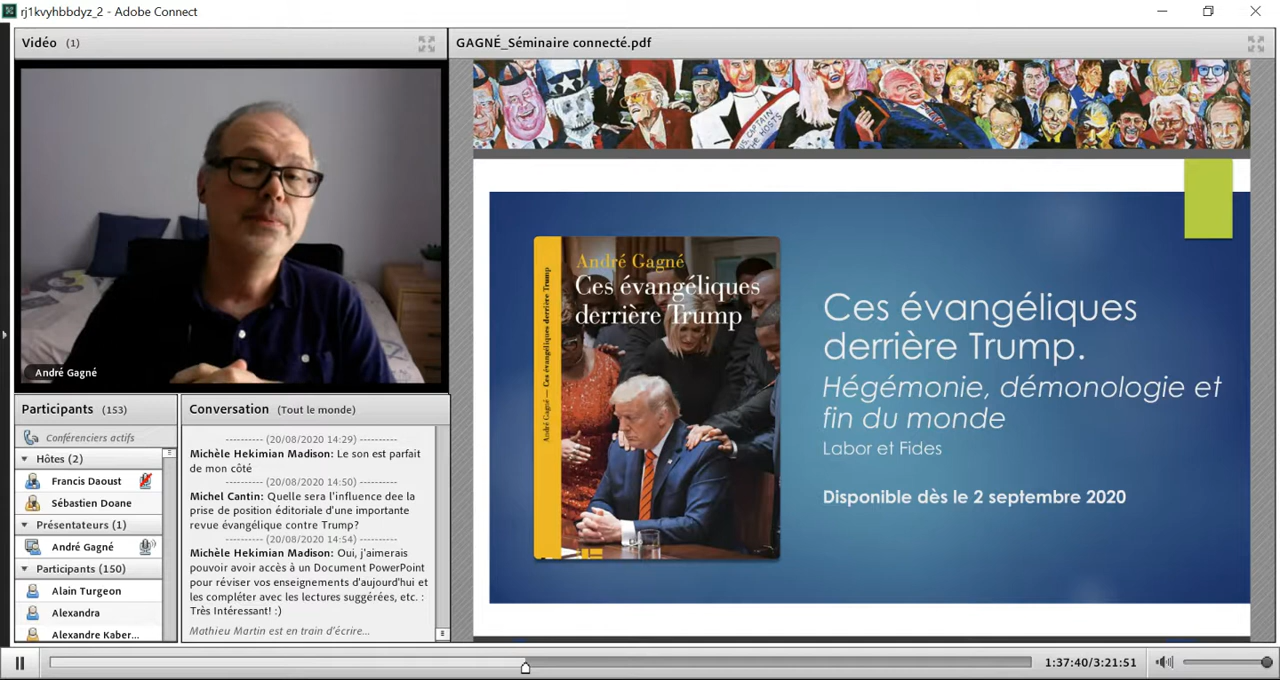 rj1kvyhbbdyz_2 - Adobe Connect
Vidéo (1)
GAGNÉ_Séminaire connecté.pdf
U.S. CAPTAIN
THE HOSTS
André Gagné
André Gagné
Ces évangéliques
derrière Trump
André Gagné — Ces évangéliques derrière Trump
Ces évangéliques
derrière Trump.
Hégémonie, démonologie et
fin du monde
Labor et Fides
Disponible dès le 2 septembre 2020
Participants (153)
Conférenciers actifs
Hôtes (2)
Francis Daoust
Sébastien Doane
Présentateurs (1)
André Gagné
Participants (150)
Alain Turgeon
Alexandra
Alexandre Kaber...
Conversation (Tout le monde)
---------- (20/08/2020 14:29) ----------
Michèle Hekimian Madison: Le son est parfait
de mon côté
---------- (20/08/2020 14:50) ----------
Michel Cantin: Quelle sera l'influence dee la
prise de position éditoriale d'une importante
revue évangélique contre Trump?
---------- (20/08/2020 14:54) ----------
Michèle Hekimian Madison: Oui, j'aimerais
pouvoir avoir accès à un Document PowerPoint
pour réviser vos enseignements d'aujourd'hui et
les compléter avec les lectures suggérées, etc. :
Très Intéressant! :)
Mathieu Martin est en train d'écrire...
1:37:40/3:21:51